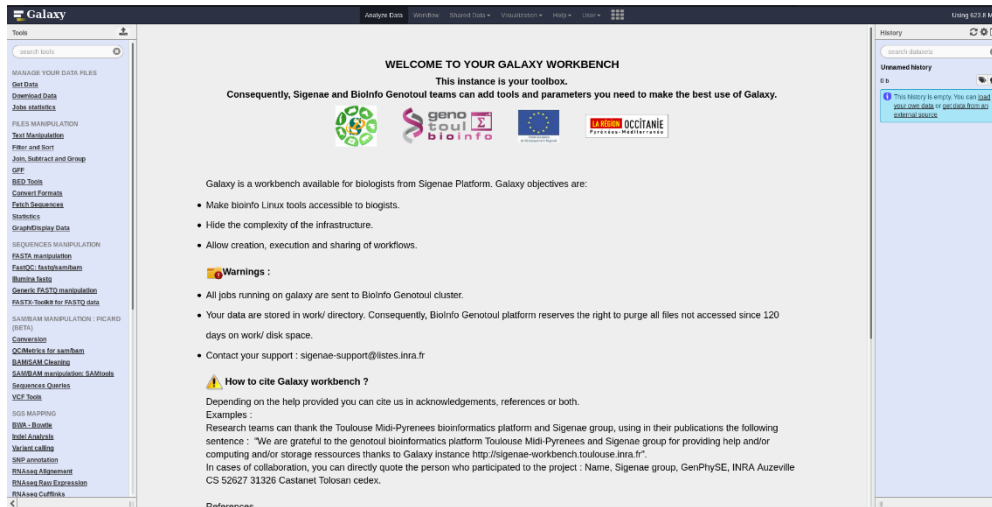 Galaxy
Analyze Data Workflow Shared Data Visualization Help User
Using 623.8 M
Tools
search tools
MANAGE YOUR DATA FILES
Get Data
Download Data
Jobs statistics
FILES MANIPULATION
Text Manipulation
Filter and Sort
Join, Subtract and Group
GFF
BED Tools
Convert Formats
Fetch Sequences
Statistics
Graph/Display Data
SEQUENCES MANIPULATION
FASTA manipulation
FastQC: fastq/sam/bam
Illumina fastq
Generic FASTQ manipulation
FASTX-Toolkit for FASTQ data
SAM/BAM MANIPULATION : PICARD
(BETA)
Conversion
QC/Metrics for sam/bam
BAM/SAM Cleaning
SAM/BAM manipulation: SAMtools
Sequences Queries
VCF Tools
SGS MAPPING
BWA - Bowtie
Indel Analysis
Variant calling
SNP annotation
RNAseq Alignement
RNAseq Raw Expression
RNAseq Cufflinks
WELCOME TO YOUR GALAXY WORKBENCH
This instance is your toolbox.
Consequently, Sigenae and BioInfo Genotoul teams can add tools and parameters you need to make the best use of Galaxy.
geno
toul
bioinfo
LA RÉGION OCCITANIE
Pyrénées-Méditerranée
Galaxy is a workbench available for biologists from Sigenae Platform. Galaxy objectives are:
Make bioinfo Linux tools accessible to biogists.
Hide the complexity of the infrastructure.
Allow creation, execution and sharing of workflows.
Warnings :
All jobs running on galaxy are sent to BioInfo Genotoul cluster.
Your data are stored in work/ directory. Consequently, BioInfo Genotoul platform reserves the right to purge all files not accessed since 120
days on work/ disk space.
Contact your support : sigenae-support@listes.inra.fr
How to cite Galaxy workbench ?
Depending on the help provided you can cite us in acknowledgements, references or both.
Examples :
Research teams can thank the Toulouse Midi-Pyrenees bioinformatics platform and Sigenae group, using in their publications the following
sentence : "We are grateful to the genotoul bioinformatics platform Toulouse Midi-Pyrenees and Sigenae group for providing help and/or
computing and/or storage ressources thanks to Galaxy instance http://sigenae-workbench.toulouse.inra.fr".
In cases of collaboration, you can directly quote the person who participated to the project : Name, Sigenae group, GenPhySE, INRA Auzeville
CS 52627 31326 Castanet Tolosan cedex.
References
History
search datasets
Unnamed history
0 b
This history is empty. You can load
your own data or get data from an
external source